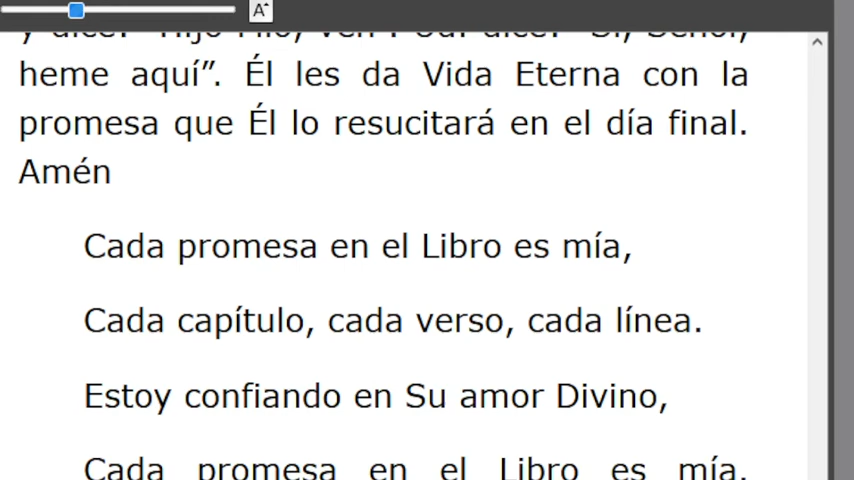 heme aquí”. Él les da Vida Eterna con la
promesa que Él lo resucitará en el día final.
Amén
Cada promesa en el Libro es mía,
Cada capítulo, cada verso, cada línea.
Estoy confiando en Su amor Divino,
Cada promesa en el Libro es mía.